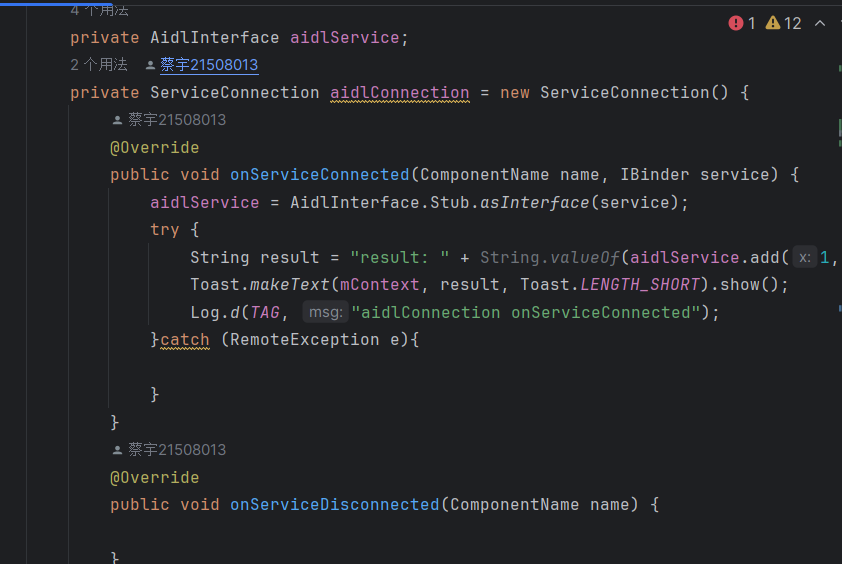 4 个用法
1 12
private AidlInterface aidlService;
2 个用法 蔡宇21508013
private ServiceConnection aidlConnection = new ServiceConnection() {
蔡宇21508013
@Override
public void onServiceConnected(ComponentName name, IBinder service) {
aidlService = AidlInterface.Stub.asInterface(service);
try {
String result = "result: " + String.valueOf(aidlService.add( x: 1,
Toast.makeText(mContext, result, Toast.LENGTH_SHORT).show();
Log.d(TAG, msg: "aidlConnection onServiceConnected");
}catch (RemoteException e){
}
}
蔡宇21508013
@Override
public void onServiceDisconnected(ComponentName name) {
}